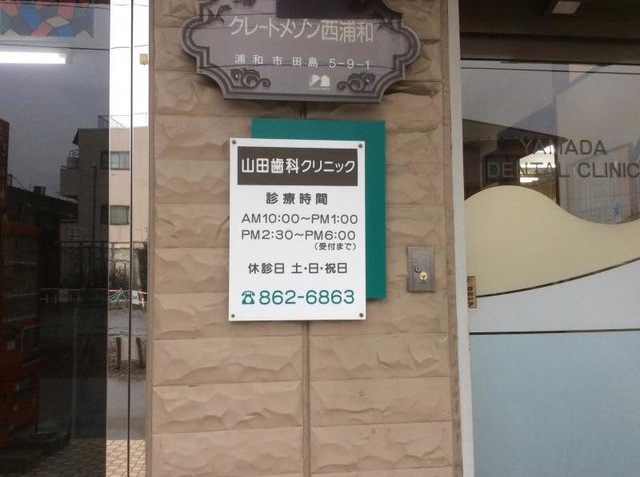 クレートメゾン西浦和
浦和市田島 5-9-1
山田歯科クリニック
診療時間
AM10:00～PM1:00
PM2:30～PM6:00
(受付まで)
休診日 土・日・祝日
☎862-6863
YAMADA
DENTAL CLINIC